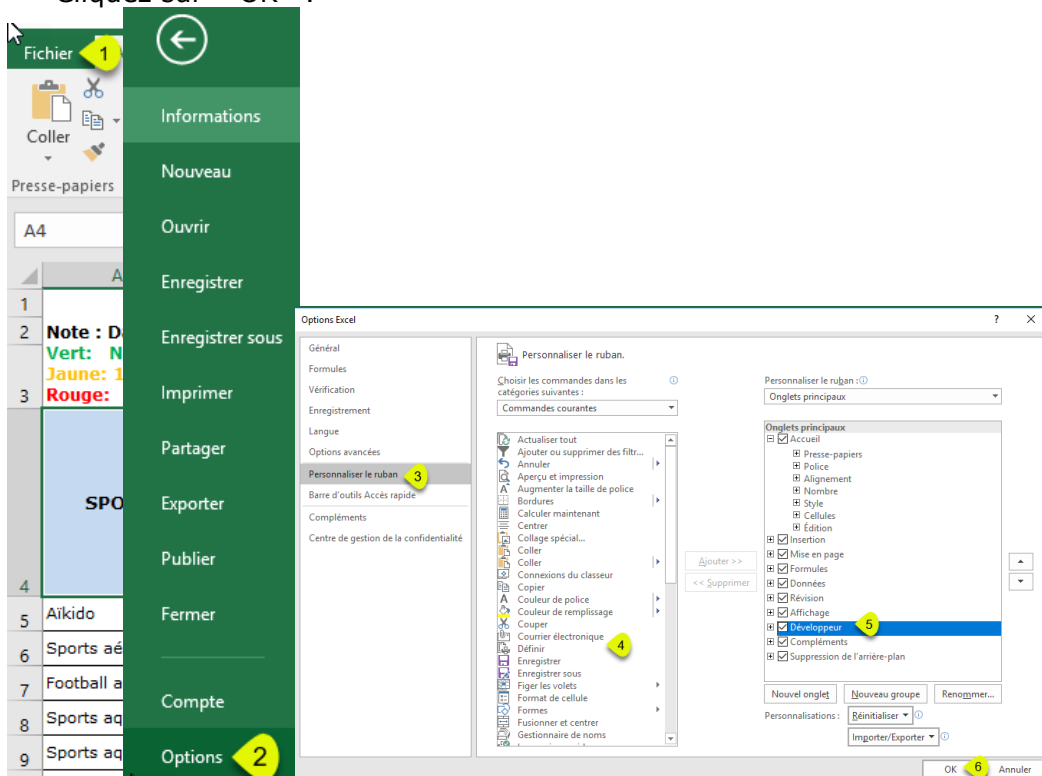 Cliquez sur « OK ».
Fichier
1
Coller
Presse-papiers
A4
A
1
2 Note : D
Vert: N
Jaune: 1
3 Rouge:
SPO
4
5 Aïkido
6 Sports aé
7 Football a
8 Sports aq
9 Sports aq
Informations
Nouveau
Ouvrir
Enregistrer
Enregistrer sous
Imprimer
Partager
Exporter
Publier
Fermer
Compte
Options 2
Options Excel ? X
Général
Formules
Vérification
Enregistrement
Langue
Options avancées
Personnaliser le ruban 3
Barre d'outils Accès rapide
Compléments
Centre de gestion de la confidentialité
Personnaliser le ruban.
Choisir les commandes dans les
catégories suivantes :
Commandes courantes
Actualiser tout
Ajouter ou supprimer des filtr...
Annuler
Aperçu et impression
Augmenter la taille de police
Bordures
Calculer maintenant
Centrer
Collage spécial...
Coller
Coller
Connexions du classeur
Copier
Couleur de police
Couleur de remplissage
Couper
Courrier électronique
Définir 4
Enregistrer
Enregistrer sous
Figer les volets
Format de cellule
Formes
Fusionner et centrer
Gestionnaire de noms
Ajouter >>
<< Supprimer
Personnaliser le ruban :
Onglets principaux
Onglets principaux
Accueil
Presse-papiers
Police
Alignement
Nombre
Style
Cellules
Édition
Insertion
Mise en page
Formules
Données
Révision
Affichage
Développeur 5
Compléments
Suppression de l'arrière-plan
Nouvel onglet Nouveau groupe Renommer...
Personnalisations : Réinitialiser
Importer/Exporter
OK 6 Annuler